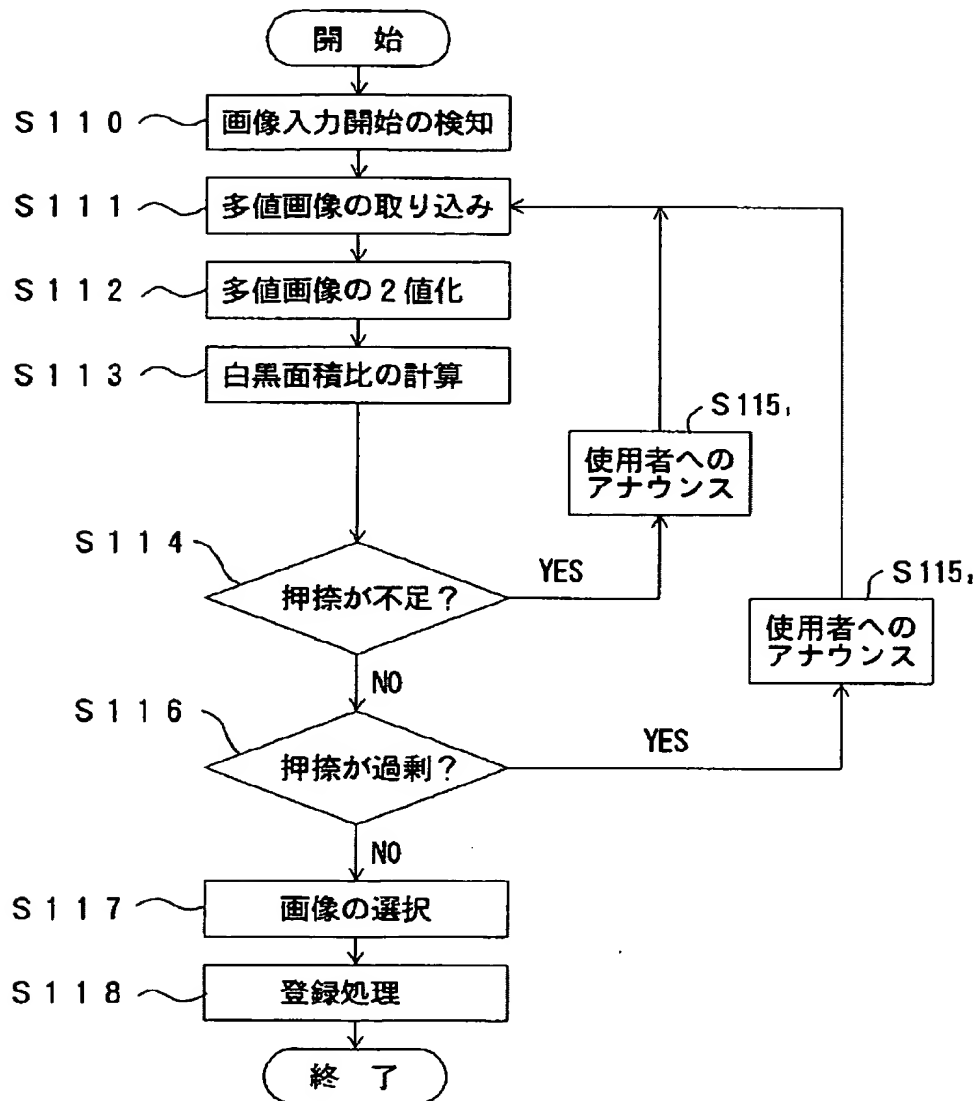 開 始
S110
画像入力開始の検知
S111
多値画像の取り込み
S112
多値画像の2値化
S113
白黒面積比の計算
S115₁
使用者への
アナウンス
S114
押捺が不足?
YES
NO
S115₂
使用者への
アナウンス
S116
押捺が過剰?
YES
NO
S117
画像の選択
S118
登録処理
終 了